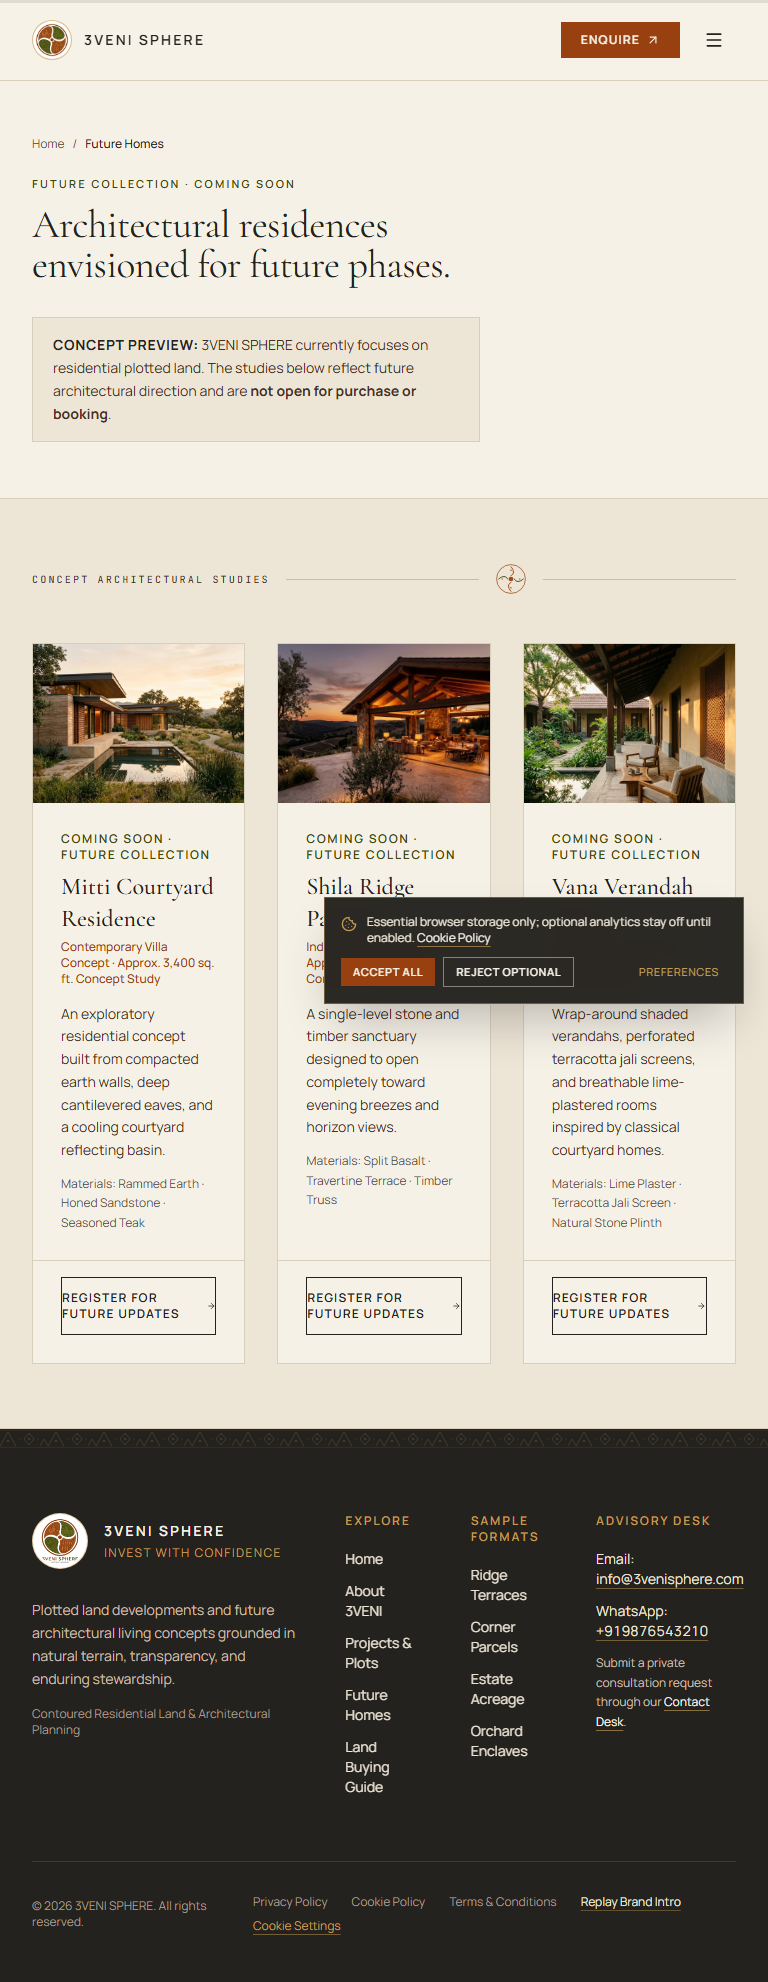 3VENI SPHERE
ENQUIRE
Home / Future Homes
FUTURE COLLECTION · COMING SOON
Architectural residences
envisioned for future phases.
CONCEPT PREVIEW: 3VENI SPHERE currently focuses on
residential plotted land. The studies below reflect future
architectural direction and are not open for purchase or
booking.
CONCEPT ARCHITECTURAL STUDIES
COMING SOON ·
FUTURE COLLECTION
Mitti Courtyard
Residence
Contemporary Villa
Concept · Approx. 3,400 sq.
ft. Concept Study
An exploratory
residential concept
built from compacted
earth walls, deep
cantilevered eaves, and
a cooling courtyard
reflecting basin.
Materials: Rammed Earth ·
Honed Sandstone ·
Seasoned Teak
REGISTER FOR
FUTURE UPDATES
COMING SOON ·
FUTURE COLLECTION
Shila Ridge
A single-level stone and
timber sanctuary
designed to open
completely toward
evening breezes and
horizon views.
Materials: Split Basalt ·
Travertine Terrace · Timber
Truss
REGISTER FOR
FUTURE UPDATES
COMING SOON ·
FUTURE COLLECTION
Vana Verandah
Wrap-around shaded
verandahs, perforated
terracotta jali screens,
and breathable lime-
plastered rooms
inspired by classical
courtyard homes.
Materials: Lime Plaster ·
Terracotta Jali Screen ·
Natural Stone Plinth
REGISTER FOR
FUTURE UPDATES
Essential browser storage only; optional analytics stay off until
enabled. Cookie Policy
ACCEPT ALL
REJECT OPTIONAL
PREFERENCES
3VENI SPHERE
3VENI SPHERE
INVEST WITH CONFIDENCE
Plotted land developments and future
architectural living concepts grounded in
natural terrain, transparency, and
enduring stewardship.
Contoured Residential Land & Architectural
Planning
EXPLORE
Home
About
3VENI
Projects &
Plots
Future
Homes
Land
Buying
Guide
SAMPLE
FORMATS
Ridge
Terraces
Corner
Parcels
Estate
Acreage
Orchard
Enclaves
ADVISORY DESK
Email:
info@3venisphere.com
WhatsApp:
+919876543210
Submit a private
consultation request
through our Contact
Desk.
© 2026 3VENI SPHERE. All rights
reserved.
Privacy Policy
Cookie Policy
Terms & Conditions
Replay Brand Intro
Cookie Settings